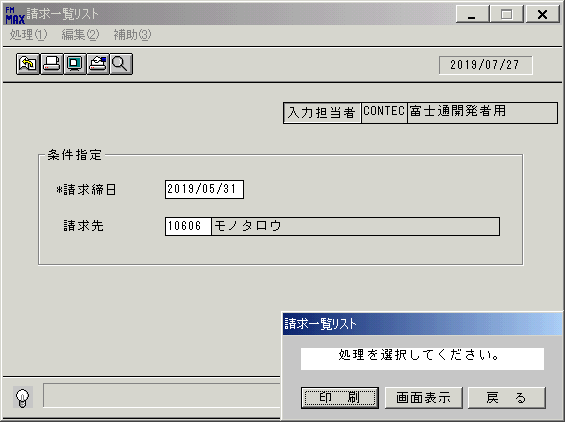 FM MAX 請求一覧リスト
処理(1) 編集(2) 補助(3)
2019/07/27
入力担当者 CONTEC 富士通開発者用
条件指定
*請求締日 2019/05/31
請求先 10606 モノタロウ
請求一覧リスト
処理を選択してください。
印 刷 画面表示 戻 る